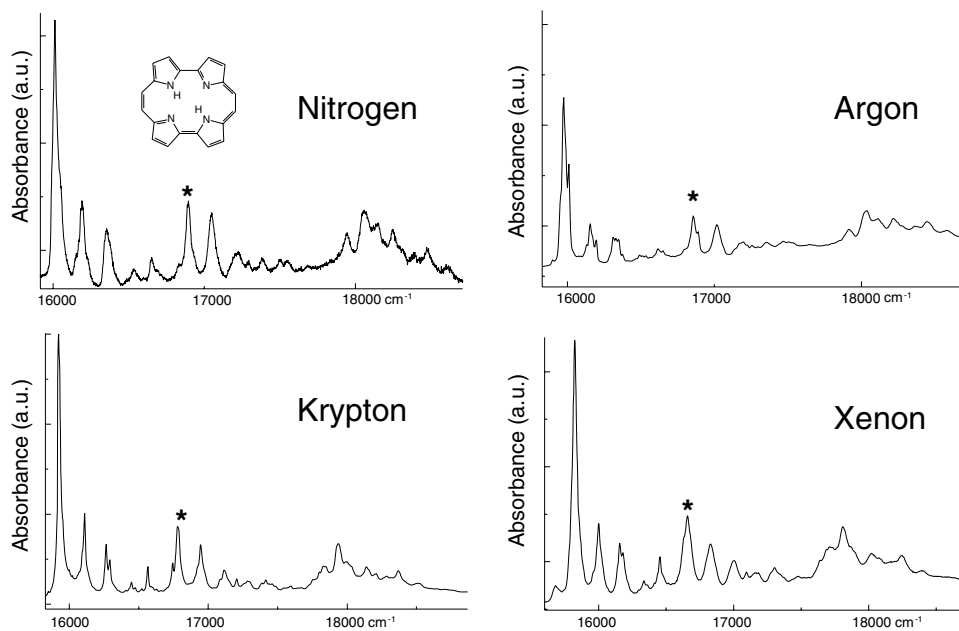 Absorbance (a.u.)
N
N
H
H
N
N
Nitrogen
*
16000
17000
18000 cm-1
Absorbance (a.u.)
Argon
*
16000
17000
18000 cm-1
Absorbance (a.u.)
Krypton
*
16000
17000
18000 cm-1
Absorbance (a.u.)
Xenon
*
16000
17000
18000 cm-1